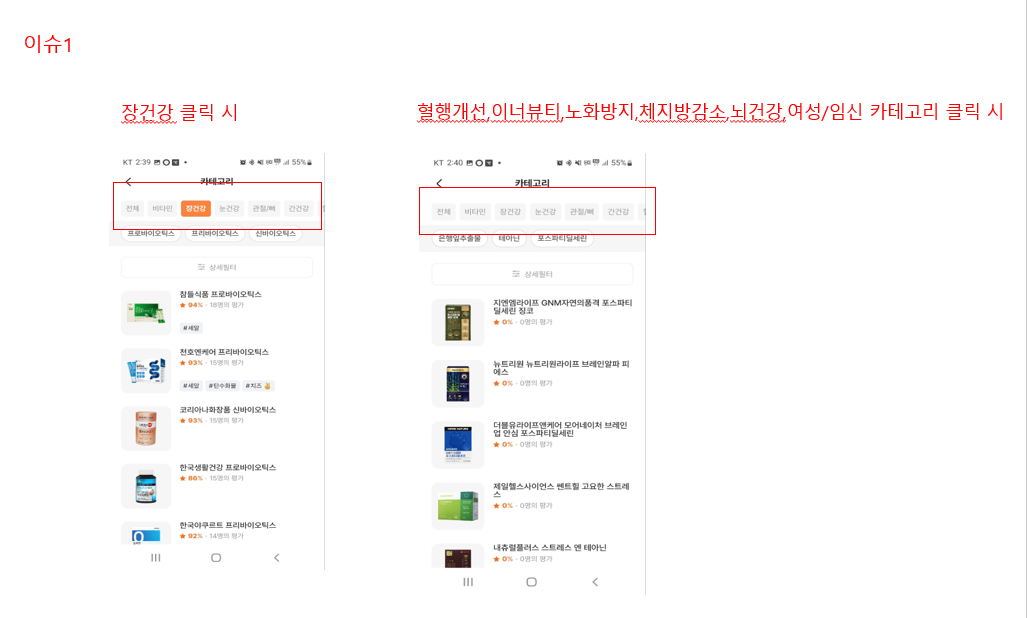 이슈1
장건강 클릭 시
혈행개선,이너뷰티,노화방지,체지방감소,뇌건강,여성/임신 카테고리 클릭 시
KT 2:39
55%
카테고리
전체 비타민 장건강 눈건강 관절/뼈 간건강
프로바이오틱스 프리바이오틱스 신바이오틱스
상세필터
참들식품 프로바이오틱스
★ 94% · 18명의 평가
#세알
천호엔케어 프리바이오틱스
★ 93% · 15명의 평가
#세알 #탄수화물 #치즈
코리아나화장품 신바이오틱스
★ 93% · 15명의 평가
한국생활건강 프로바이오틱스
★ 86% · 15명의 평가
한국야쿠르트 프리바이오틱스
★ 92% · 14명의 평가
KT 2:40
55%
카테고리
전체 비타민 장건강 눈건강 관절/뼈 간건강
은행잎추출물 테아닌 포스파티딜세린
상세필터
지엔엠라이프 GNM자연의품격 포스파티
딜세린 징코
★ 0% · 0명의 평가
뉴트리원 뉴트리원라이프 브레인알파 피
에스
★ 0% · 0명의 평가
더블유라이프앤케어 모어네이처 브레인
업 안심 포스파티딜세린
★ 0% · 0명의 평가
제일헬스사이언스 쎈트힐 고요한 스트레
스
★ 0% · 0명의 평가
내츄럴플러스 스트레스 엔 테아닌
★ 0% · 0명의 평가